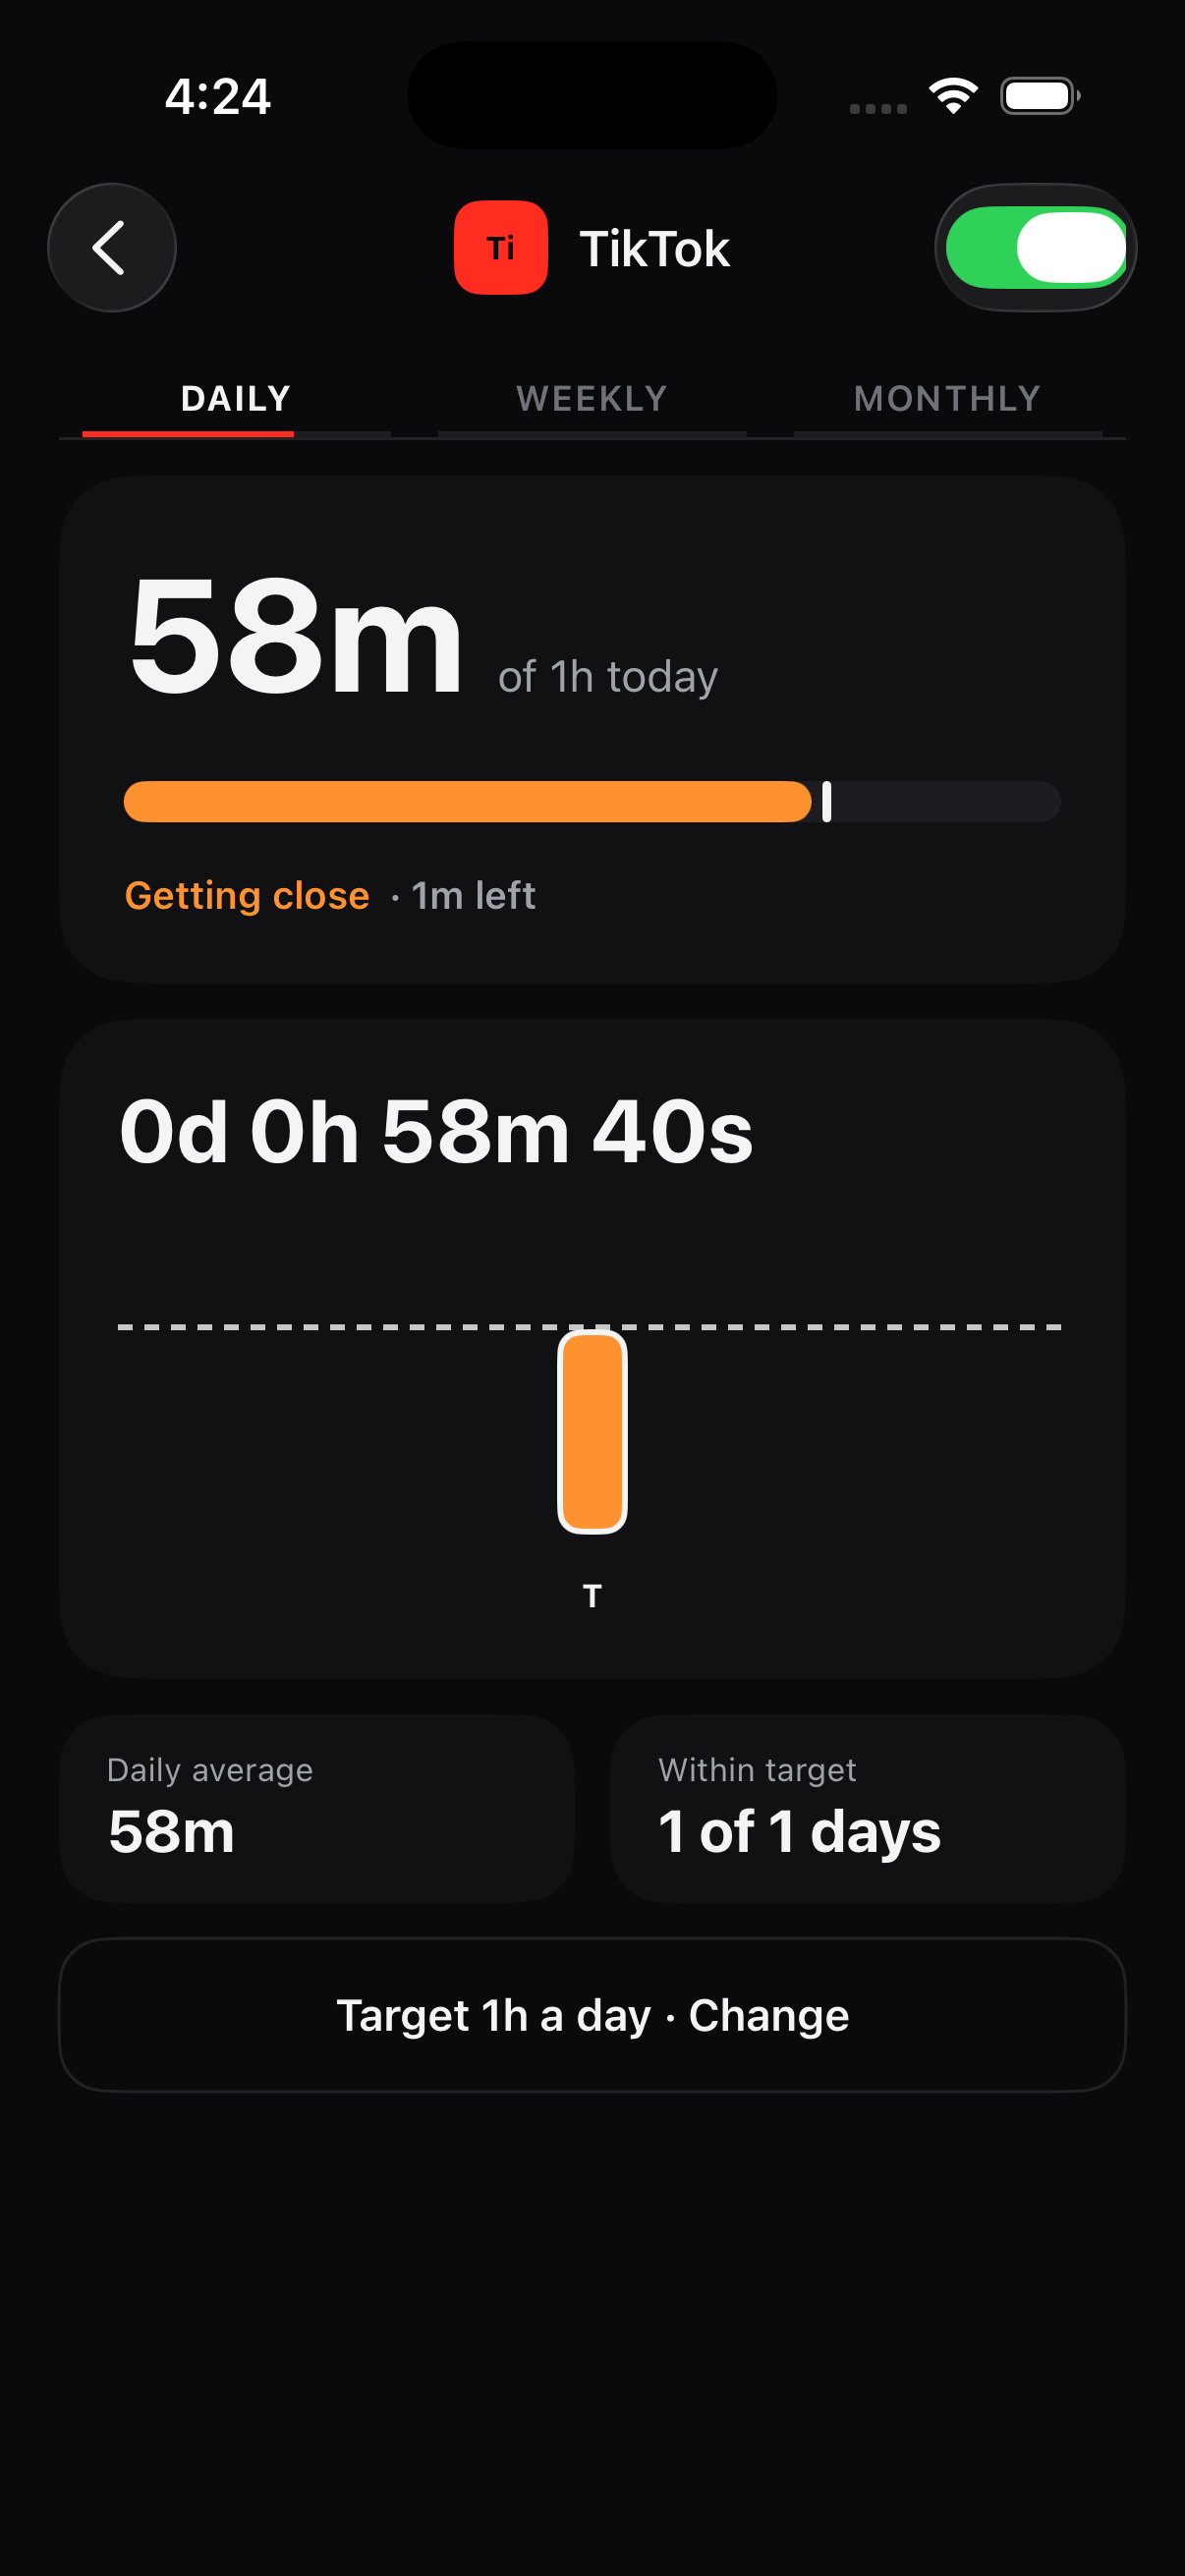 4:24
Ti TikTok
DAILY WEEKLY MONTHLY
58m of 1h today
Getting close · 1m left
0d 0h 58m 40s
T
Daily average
58m
Within target
1 of 1 days
Target 1h a day · Change